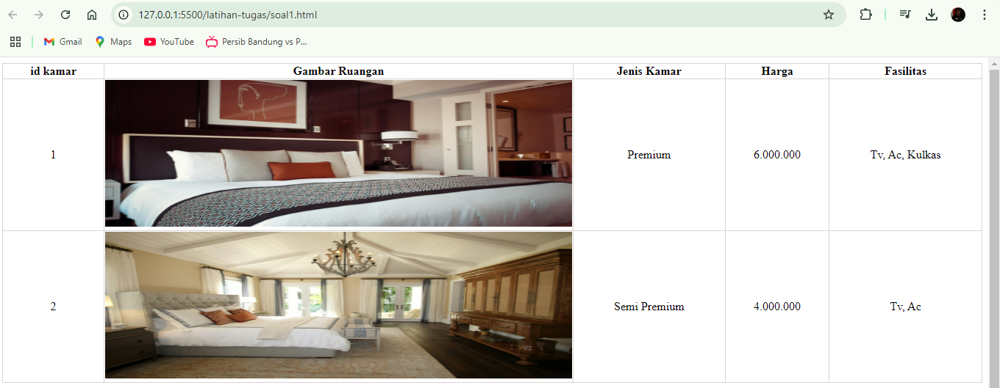 127.0.0.1:5500/latihan-tugas/soal1.html
Gmail Maps YouTube Persib Bandung vs P...
id kamar Gambar Ruangan Jenis Kamar Harga Fasilitas
1 Premium 6.000.000 Tv, Ac, Kulkas
2 Semi Premium 4.000.000 Tv, Ac